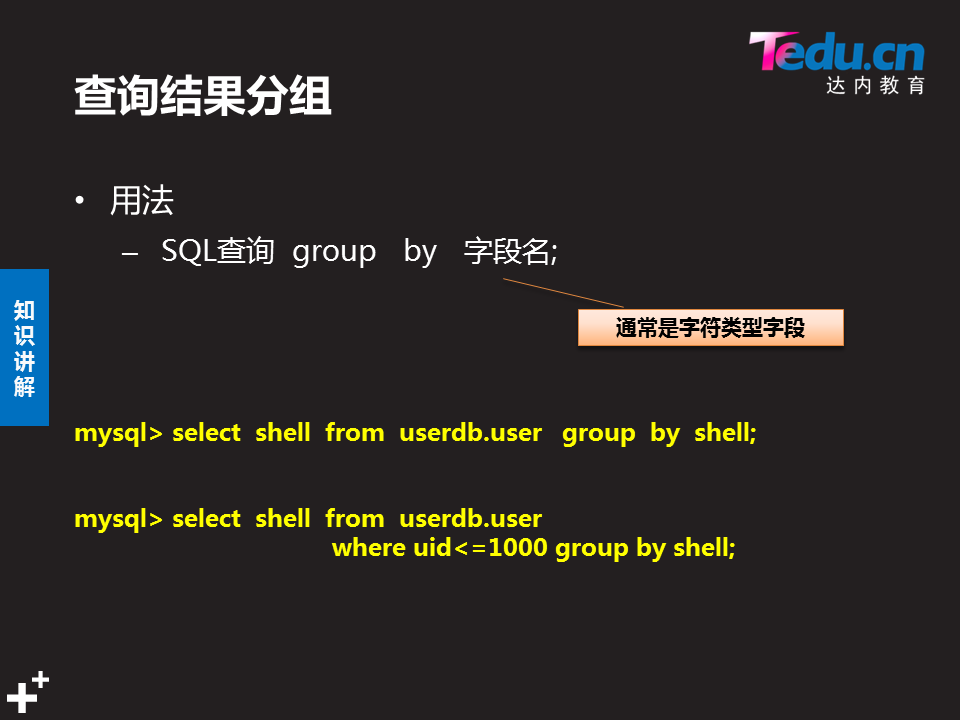 Tedu.cn
达内教育
查询结果分组
• 用法
– SQL查询 group by 字段名;
通常是字符类型字段
知
识
讲
解
mysql> select shell from userdb.user group by shell;
mysql> select shell from userdb.user
where uid<=1000 group by shell;